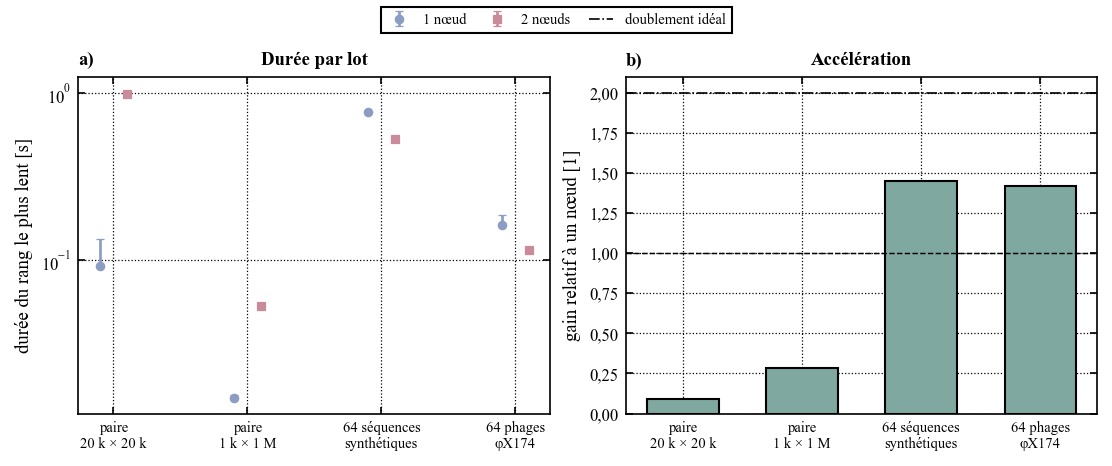 1 nœud
2 nœuds
doublement idéal
a)
Durée par lot
durée du rang le plus lent [s]
10⁰
10⁻¹
paire
20 k × 20 k
paire
1 k × 1 M
64 séquences
synthétiques
64 phages
φX174
b)
Accélération
gain relatif à un nœud [1]
2,00
1,75
1,50
1,25
1,00
0,75
0,50
0,25
0,00
paire
20 k × 20 k
paire
1 k × 1 M
64 séquences
synthétiques
64 phages
φX174